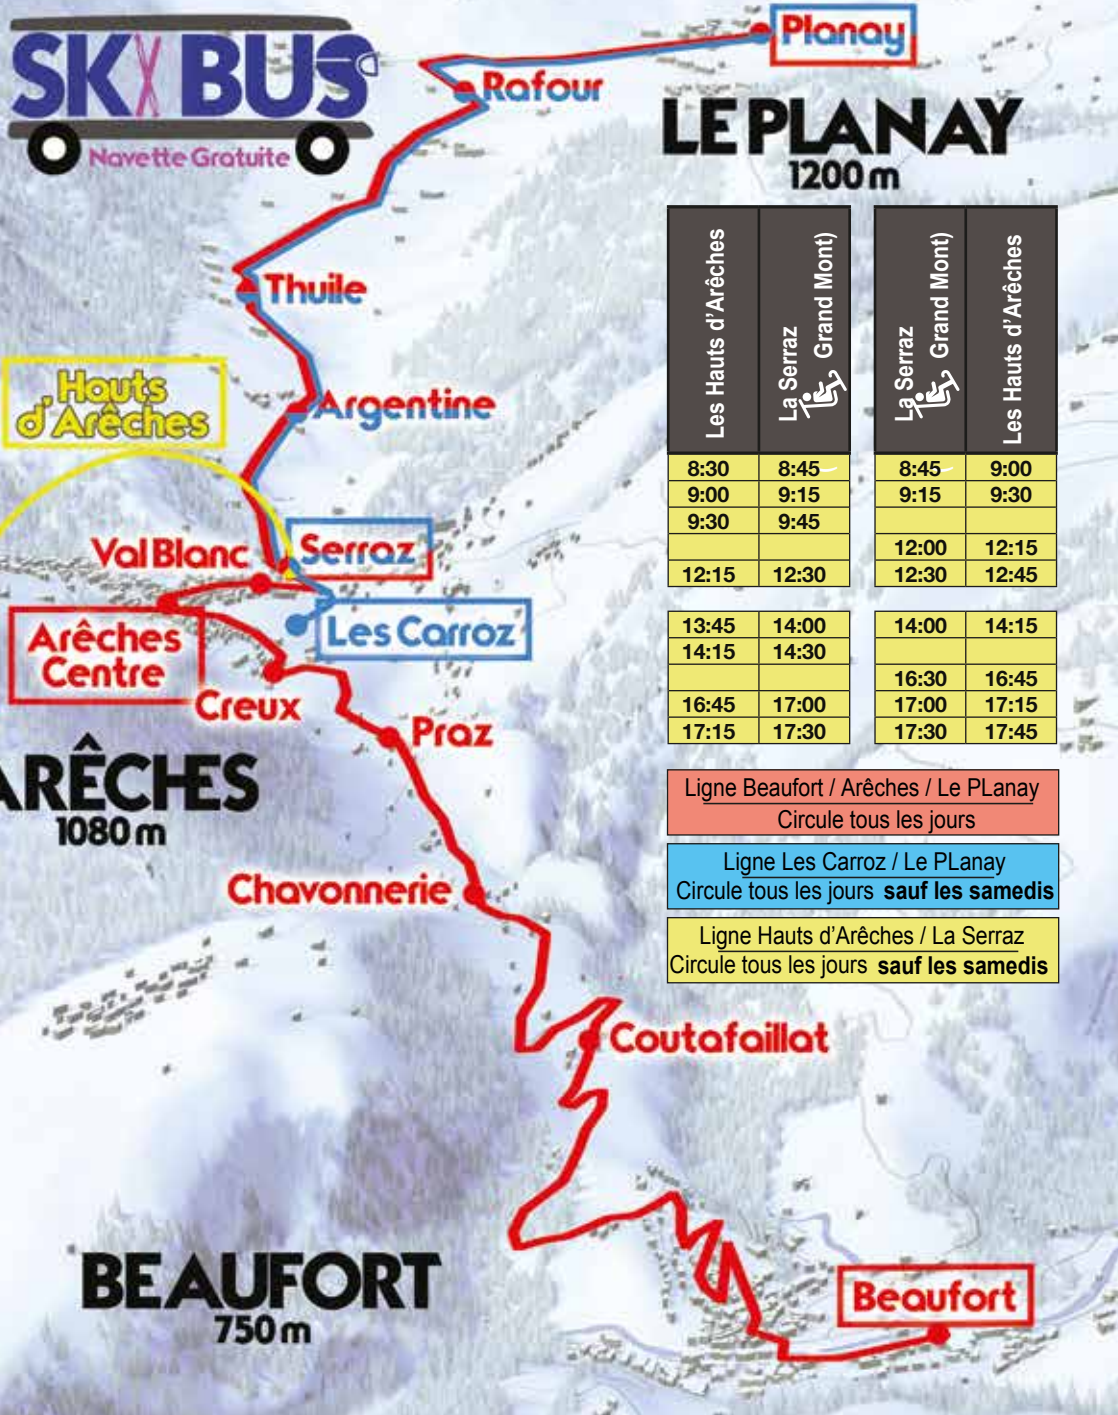 SKI BUS
Navette Gratuite
Planay
Rafour
LE PLANAY
1200 m
Thuile
Hauts
d'Arêches
Argentine
Val Blanc
Serraz
Arêches
Centre
Les Carroz
Creux
Praz
ARÊCHES
1080 m
Chavonnerie
Coutafaillat
BEAUFORT
750 m
Beaufort
Les Hauts d'Arêches
La Serraz
Grand Mont)
La Serraz
Grand Mont)
Les Hauts d'Arêches
8:30 8:45 8:45 9:00
9:00 9:15 9:15 9:30
9:30 9:45
12:00 12:15
12:15 12:30 12:30 12:45
13:45 14:00 14:00 14:15
14:15 14:30
16:30 16:45
16:45 17:00 17:00 17:15
17:15 17:30 17:30 17:45
Ligne Beaufort / Arêches / Le PLanay
Circule tous les jours
Ligne Les Carroz / Le PLanay
Circule tous les jours sauf les samedis
Ligne Hauts d'Arêches / La Serraz
Circule tous les jours sauf les samedis